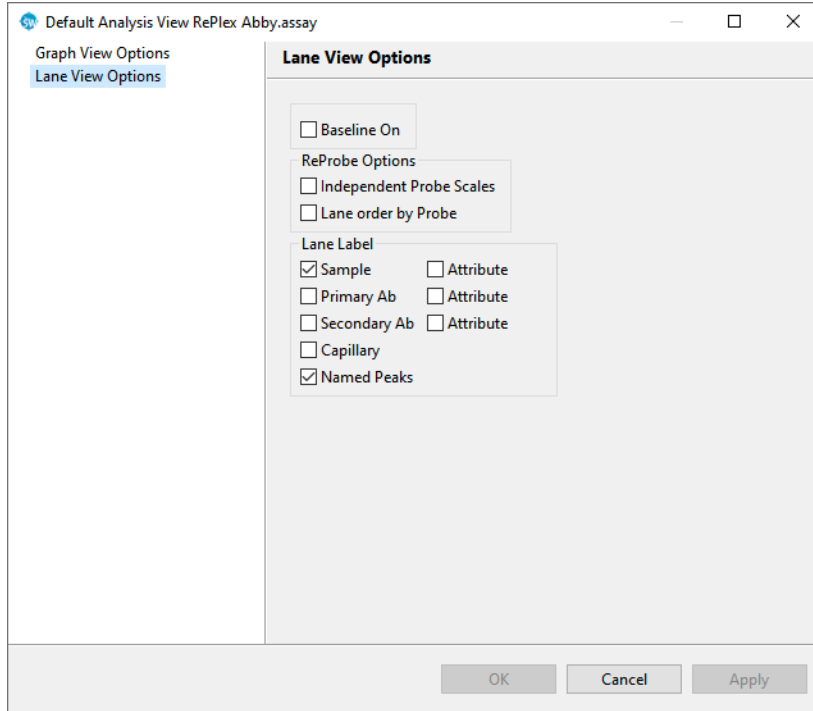 SW Default Analysis View RePlex Abby.assay
Graph View Options
Lane View Options
Lane View Options
Baseline On
ReProbe Options
Independent Probe Scales
Lane order by Probe
Lane Label
Sample Attribute
Primary Ab Attribute
Secondary Ab Attribute
Capillary
Named Peaks
OK Cancel Apply